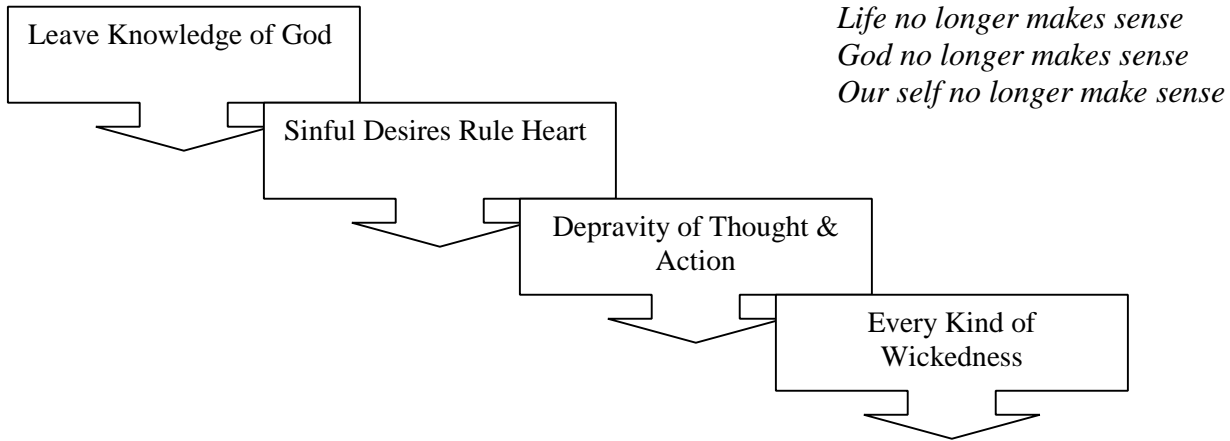 Leave Knowledge of God
Life no longer makes sense
God no longer makes sense
Our self no longer make sense
Sinful Desires Rule Heart
Depravity of Thought &
Action
Every Kind of
Wickedness